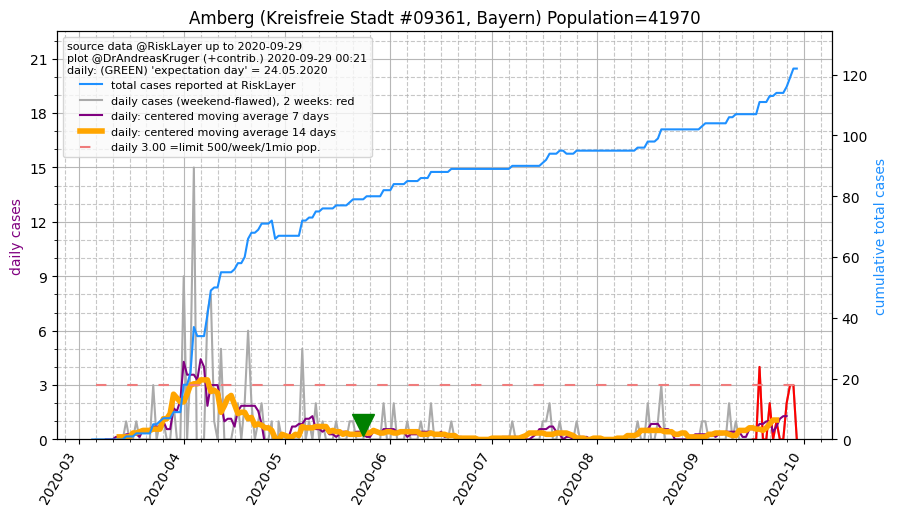 Amberg (Kreisfreie Stadt #09361, Bayern) Population=41970
source data @RiskLayer up to 2020-09-29
plot @DrAndreasKruger (+contrib.) 2020-09-29 00:21
daily: (GREEN) 'expectation day' = 24.05.2020
total cases reported at RiskLayer
daily cases (weekend-flawed), 2 weeks: red
daily: centered moving average 7 days
daily: centered moving average 14 days
daily 3.00 =limit 500/week/1mio pop.
daily cases
21
18
15
12
9
6
3
0
cumulative total cases
120
100
80
60
40
20
0
2020-03
2020-04
2020-05
2020-06
2020-07
2020-08
2020-09
2020-10